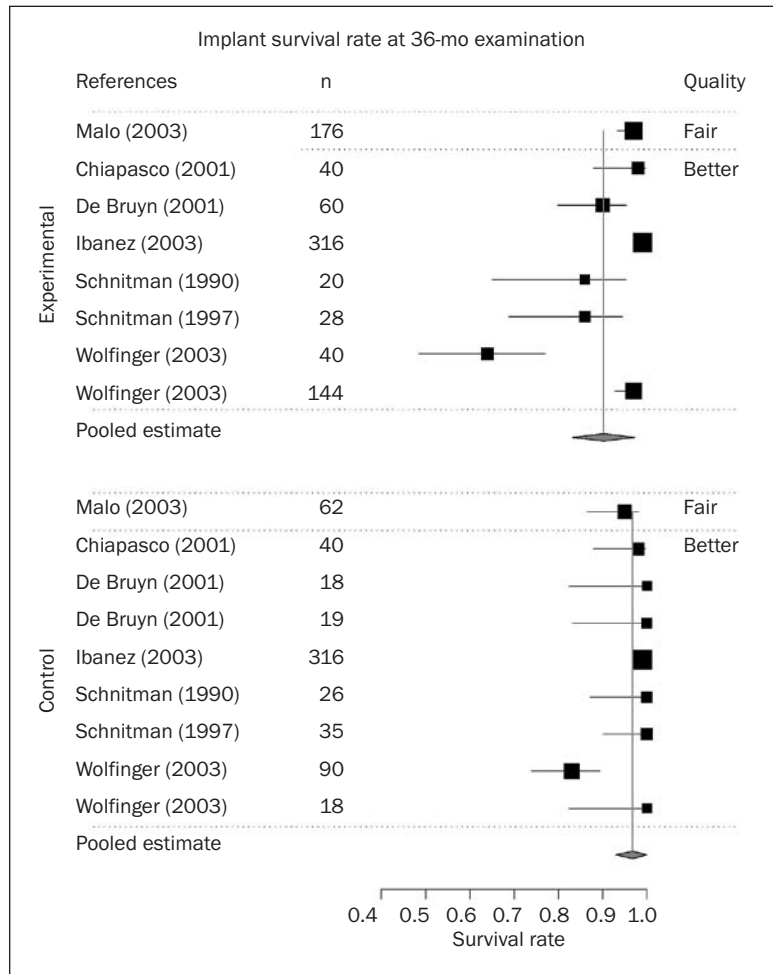 Implant survival rate at 36-mo examination
References n Quality
Experimental
Malo (2003) 176 Fair
Chiapasco (2001) 40 Better
De Bruyn (2001) 60
Ibanez (2003) 316
Schnitman (1990) 20
Schnitman (1997) 28
Wolfinger (2003) 40
Wolfinger (2003) 144
Pooled estimate
Control
Malo (2003) 62 Fair
Chiapasco (2001) 40 Better
De Bruyn (2001) 18
De Bruyn (2001) 19
Ibanez (2003) 316
Schnitman (1990) 26
Schnitman (1997) 35
Wolfinger (2003) 90
Wolfinger (2003) 18
Pooled estimate
0.4 0.5 0.6 0.7 0.8 0.9 1.0
Survival rate